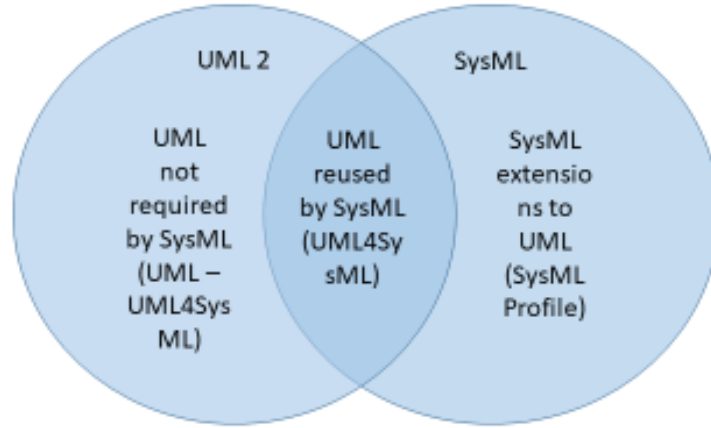 UML 2
SysML
UML
not
required
by SysML
(UML –
UML4Sys
ML)
UML
reused
by SysML
(UML4Sy
sML)
SysML
extensio
ns to
UML
(SysML
Profile)